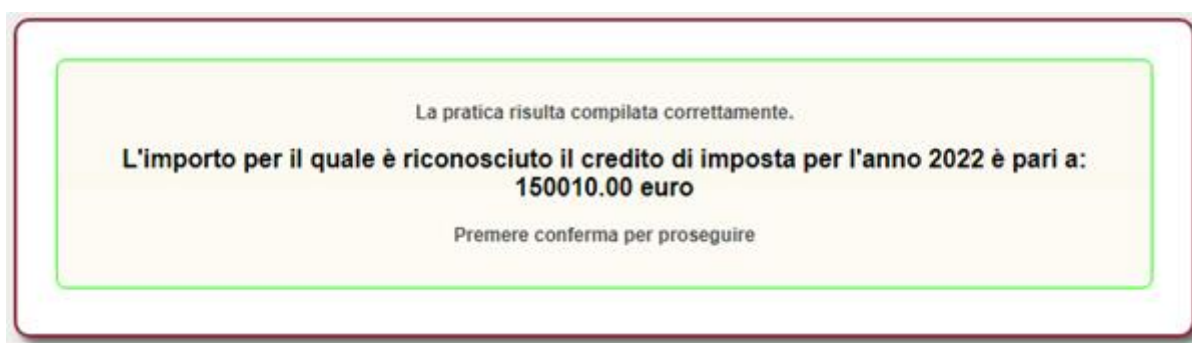 La pratica risulta compilata correttamente.
L'importo per il quale è riconosciuto il credito di imposta per l'anno 2022 è pari a:
150010.00 euro
Premere conferma per proseguire